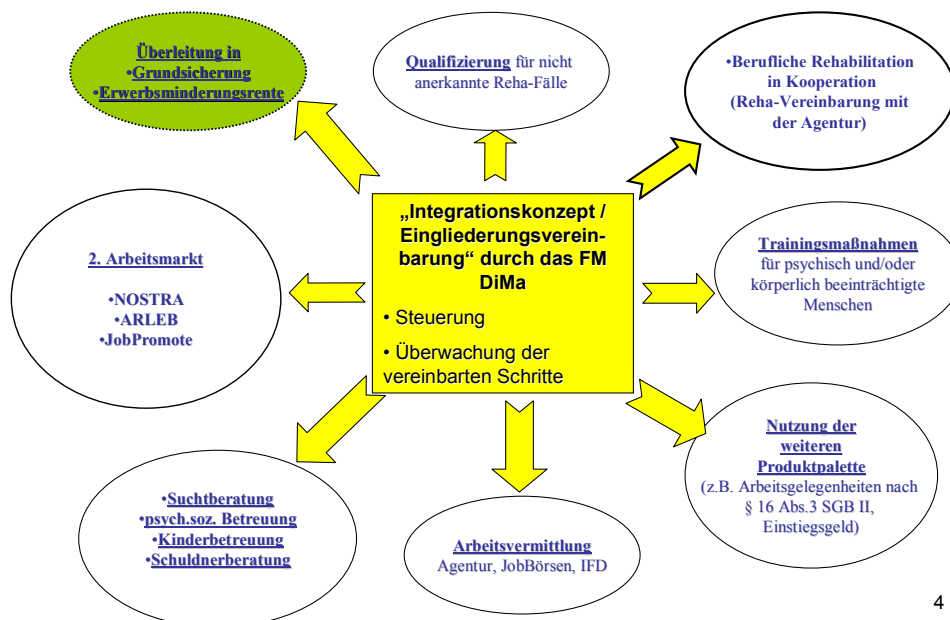 Überleitung in
•Grundsicherung
•Erwerbsminderungsrente
Qualifizierung für nicht
anerkannte Reha-Fälle
•Berufliche Rehabilitation
in Kooperation
(Reha-Vereinbarung mit
der Agentur)
„Integrationskonzept /
Eingliederungsverein-
barung“ durch das FM
DiMa
• Steuerung
• Überwachung der
vereinbarten Schritte
2. Arbeitsmarkt
•NOSTRA
•ARLEB
•JobPromote
Trainingsmaßnahmen
für psychisch und/oder
körperlich beeinträchtigte
Menschen
•Suchtberatung
•psych.soz. Betreuung
•Kinderbetreuung
•Schuldnerberatung
Arbeitsvermittlung
Agentur, JobBörsen, IFD
Nutzung der
weiteren
Produktpalette
(z.B. Arbeitsgelegenheiten nach
§ 16 Abs.3 SGB II,
Einstiegsgeld)
4